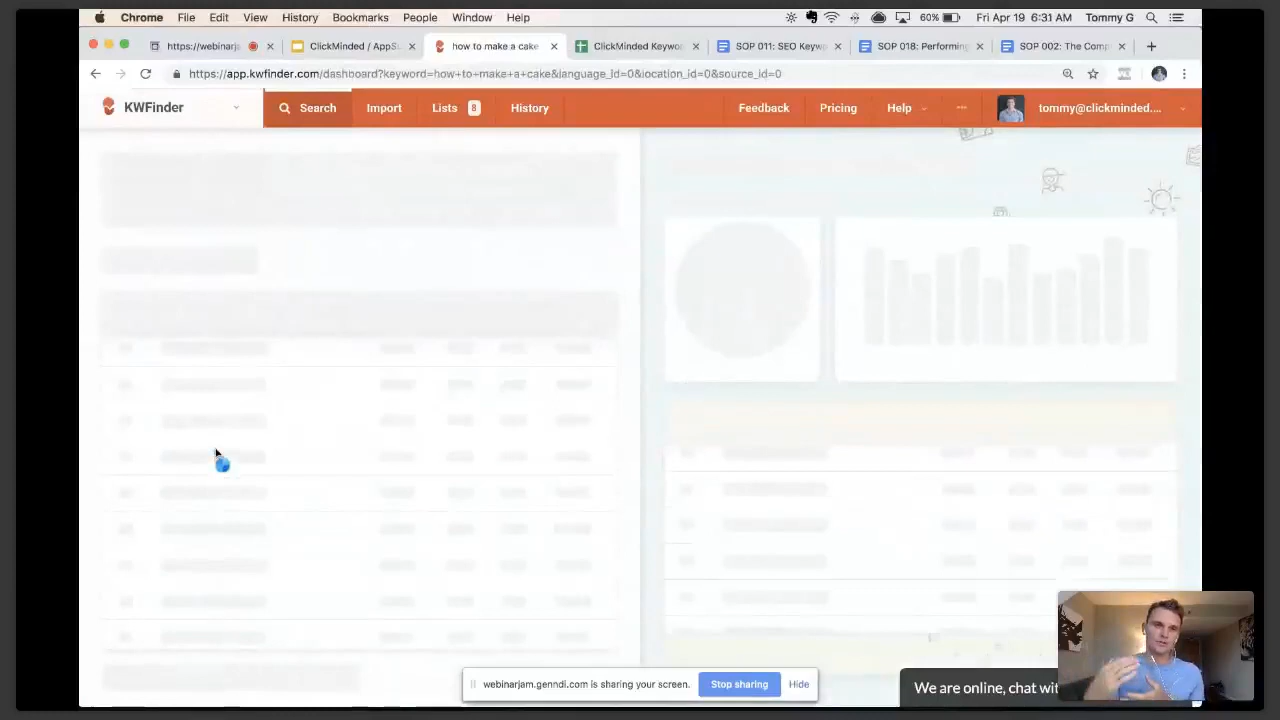 Chrome File Edit View History Bookmarks People Window Help 60% Fri Apr 19 6:31 AM Tommy G
https://webinarj ClickMinded / AppS how to make a cake ClickMinded Keywo SOP 011: SEO Keyw SOP 018: Performing SOP 002: The Comp
https://app.kwfinder.com/dashboard?keyword=how+to+make+a+cake&language_id=0&location_id=0&source_id=0
KWFinder Search Import Lists 8 History Feedback Pricing Help tommy@clickminded....
webinarjam.genndi.com is sharing your screen. Stop sharing Hide
We are online, chat wit